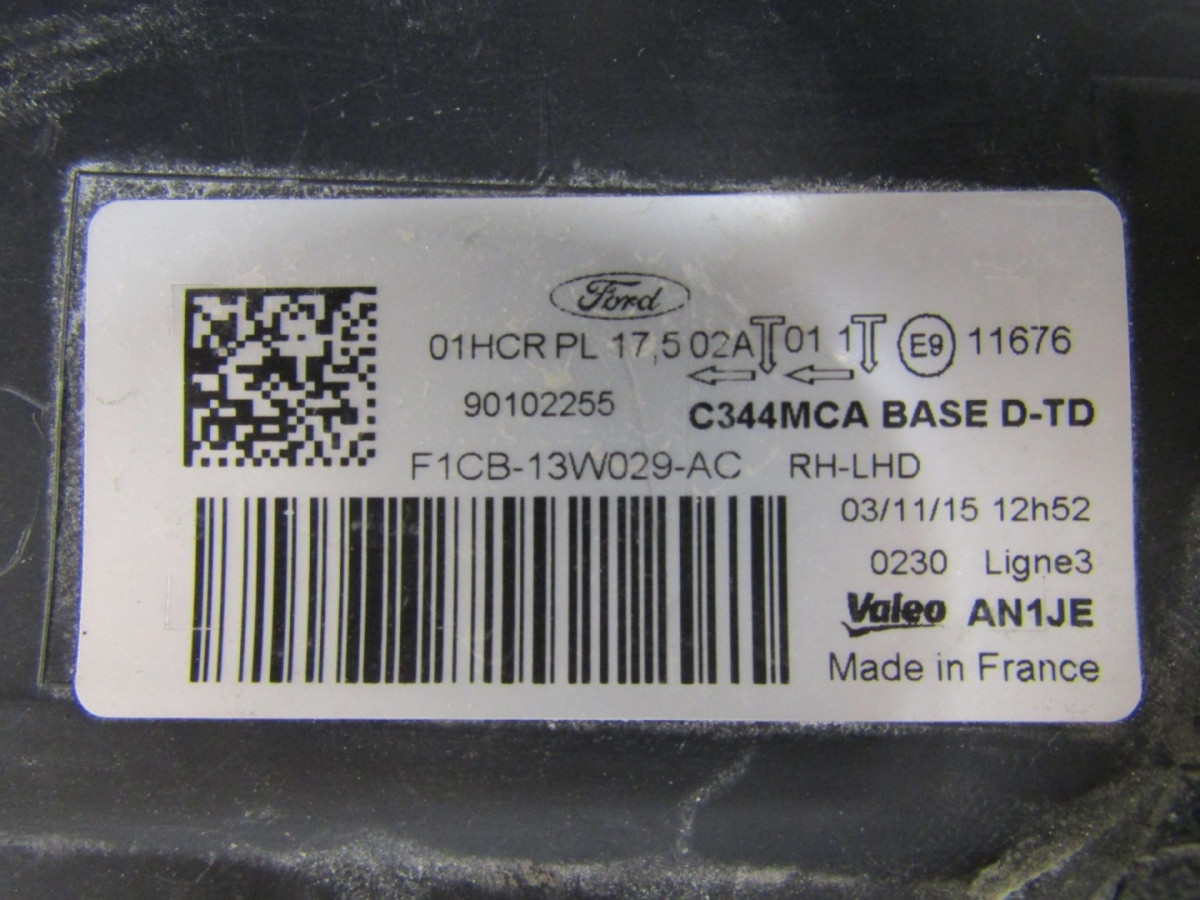 Ford
01HCR PL 17,5 02A 01 1 E9 11676
90102255 C344MCA BASE D-TD
F1CB-13W029-AC RH-LHD
03/11/15 12h52
0230 Ligne3
Valeo AN1JE
Made in France